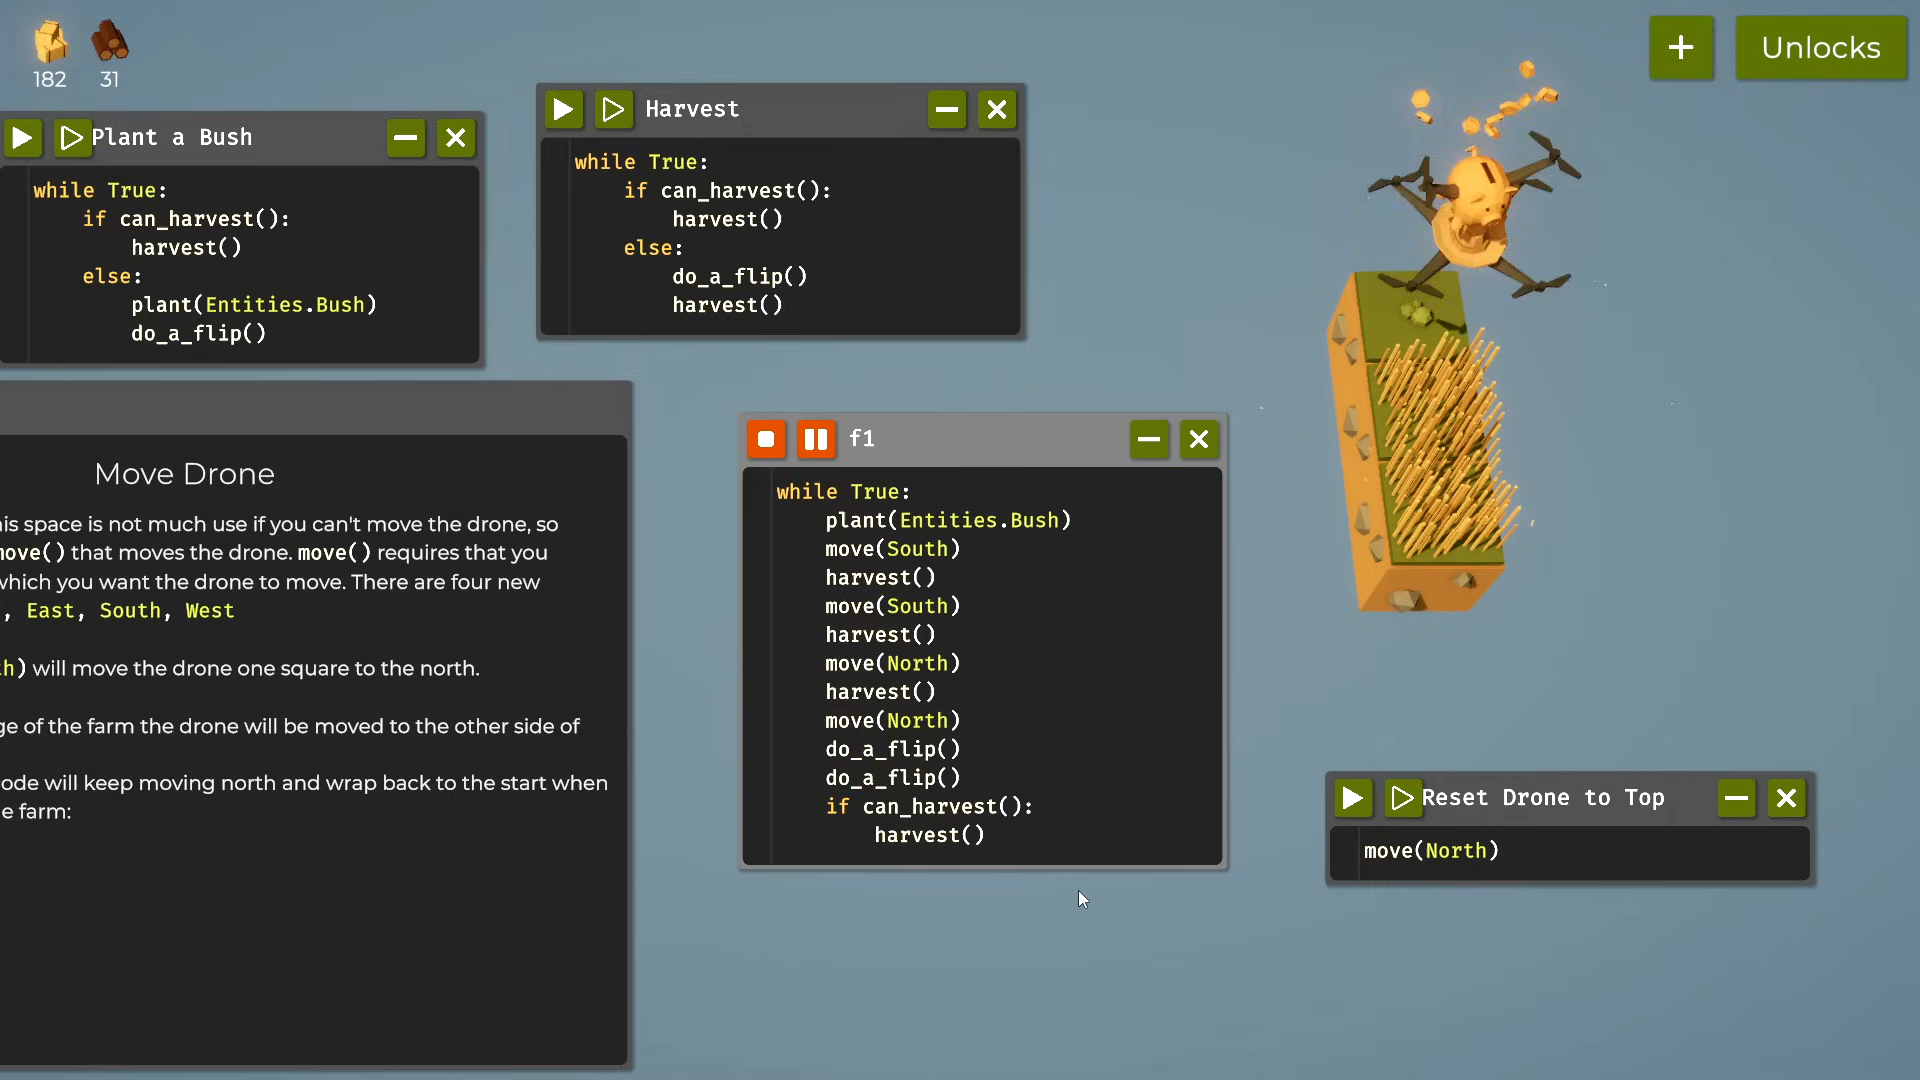 182 31
+ Unlocks
Plant a Bush
while True:
if can_harvest():
harvest()
else:
plant(Entities.Bush)
do_a_flip()
Harvest
while True:
if can_harvest():
harvest()
else:
do_a_flip()
harvest()
Move Drone
his space is not much use if you can't move the drone, so
move() that moves the drone. move() requires that you
which you want the drone to move. There are four new
, East, South, West
h) will move the drone one square to the north.
ge of the farm the drone will be moved to the other side of
ode will keep moving north and wrap back to the start when
e farm:
f1
while True:
plant(Entities.Bush)
move(South)
harvest()
move(South)
harvest()
move(North)
harvest()
move(North)
do_a_flip()
do_a_flip()
if can_harvest():
harvest()
Reset Drone to Top
move(North)